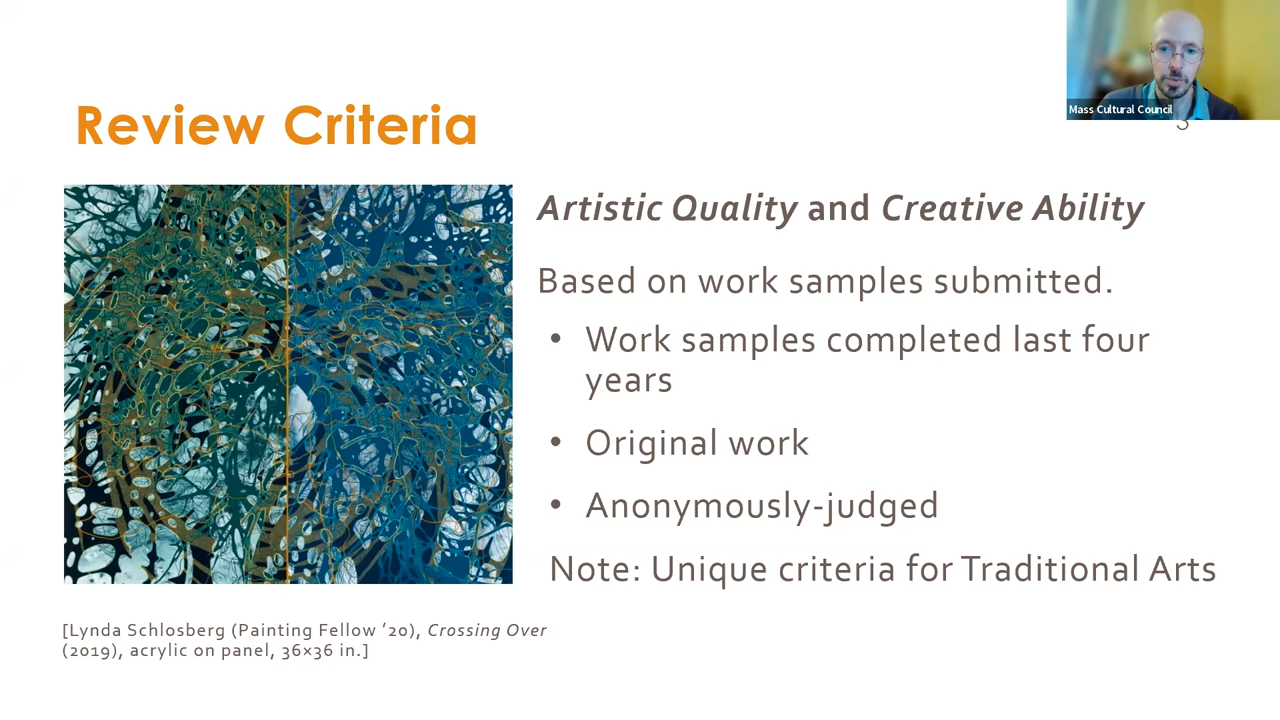 Mass Cultural Council
Review Criteria
Artistic Quality and Creative Ability
Based on work samples submitted.
• Work samples completed last four
years
• Original work
• Anonymously-judged
Note: Unique criteria for Traditional Arts
[Lynda Schlosberg (Painting Fellow ’20), Crossing Over
(2019), acrylic on panel, 36×36 in.]